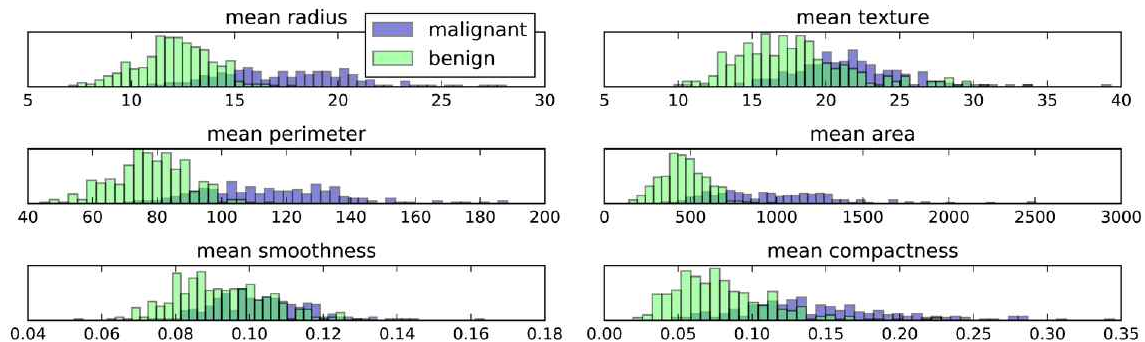 mean radius
malignant
benign
5 10 15 20 25 30
mean texture
5 10 15 20 25 30 35 40
mean perimeter
40 60 80 100 120 140 160 180 200
mean area
0 500 1000 1500 2000 2500 3000
mean smoothness
0.04 0.06 0.08 0.10 0.12 0.14 0.16 0.18
mean compactness
0.00 0.05 0.10 0.15 0.20 0.25 0.30 0.35